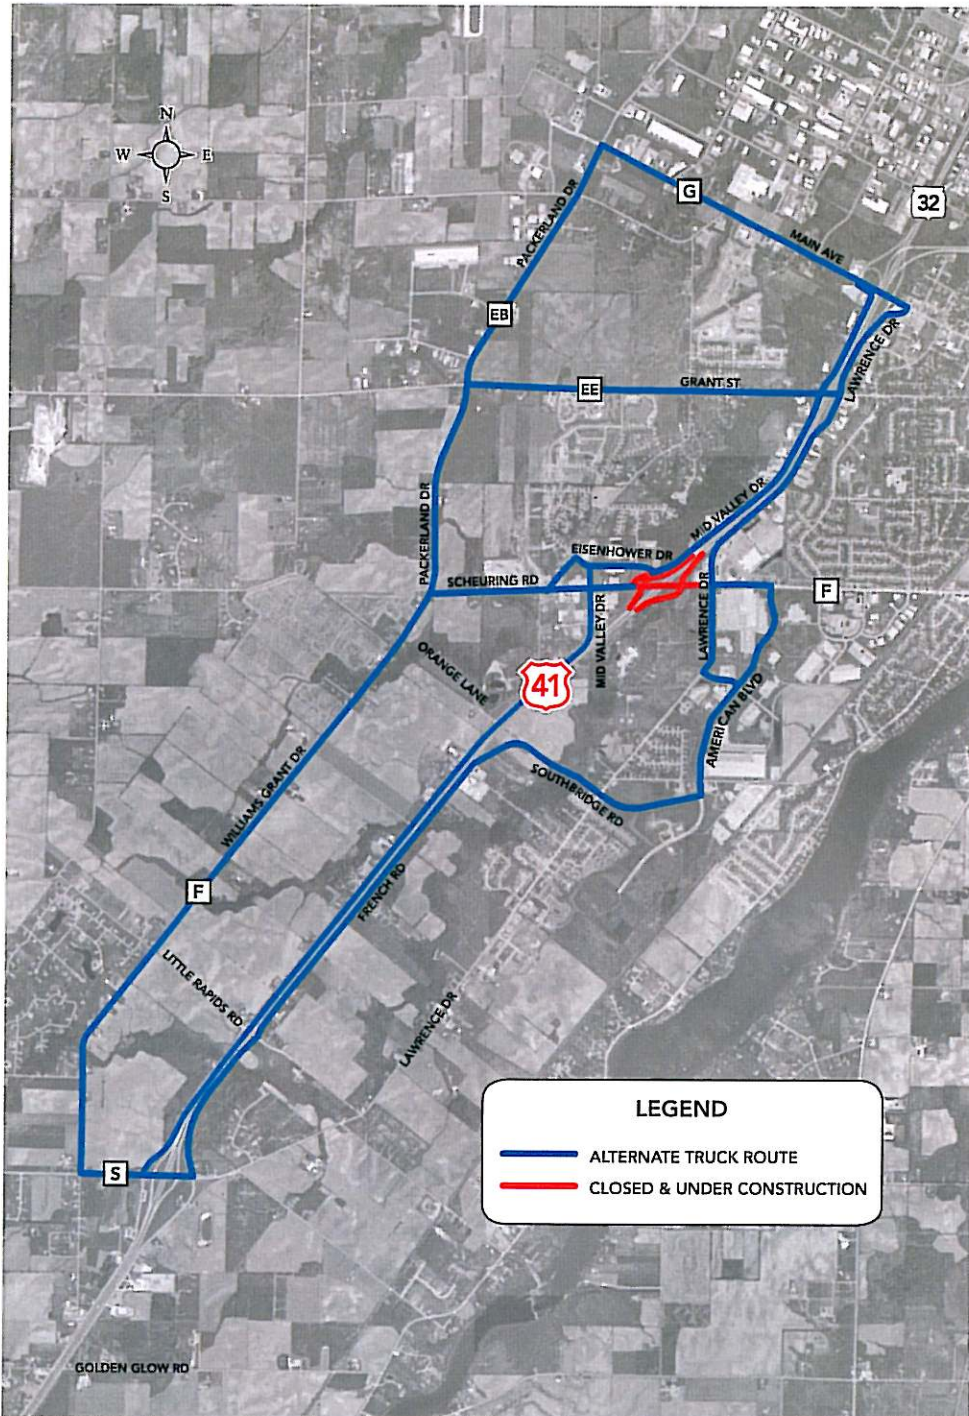 N
W E
S
G
32
MAIN AVE
PACKERLAND DR
EB
LAWRENCE DR
EE
GRANT ST
PACKERLAND DR
MID VALLEY DR
EISENHOWER DR
SCHEURING RD
F
MID VALLEY DR
LAWRENCE DR
ORANGE LANE
41
AMERICAN BLVD
SOUTHBRIDGE RD
WILLIAMS GRANT DR
F
FRENCH RD
LITTLE RAPIDS RD
LAWRENCE DR
LEGEND
ALTERNATE TRUCK ROUTE
CLOSED & UNDER CONSTRUCTION
S
GOLDEN GLOW RD